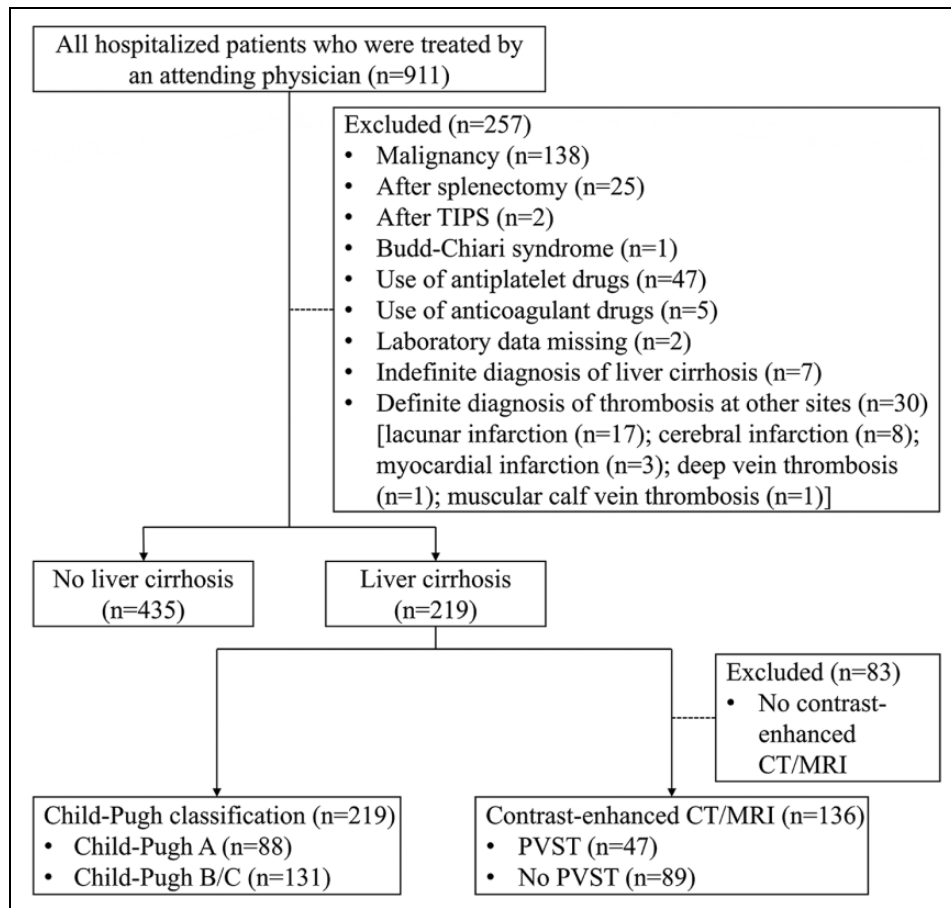 All hospitalized patients who were treated by
an attending physician (n=911)
Excluded (n=257)
• Malignancy (n=138)
• After splenectomy (n=25)
• After TIPS (n=2)
• Budd-Chiari syndrome (n=1)
• Use of antiplatelet drugs (n=47)
• Use of anticoagulant drugs (n=5)
• Laboratory data missing (n=2)
• Indefinite diagnosis of liver cirrhosis (n=7)
• Definite diagnosis of thrombosis at other sites (n=30)
[lacunar infarction (n=17); cerebral infarction (n=8);
myocardial infarction (n=3); deep vein thrombosis
(n=1); muscular calf vein thrombosis (n=1)]
No liver cirrhosis
(n=435)
Liver cirrhosis
(n=219)
Excluded (n=83)
• No contrast-
enhanced
CT/MRI
Child-Pugh classification (n=219)
• Child-Pugh A (n=88)
• Child-Pugh B/C (n=131)
Contrast-enhanced CT/MRI (n=136)
• PVST (n=47)
• No PVST (n=89)